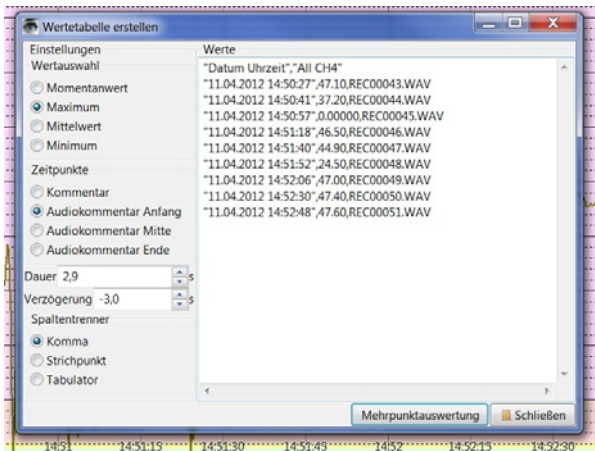 Wertetabelle erstellen
Einstellungen
Wertauswahl
Momentanwert
Maximum
Mittelwert
Minimum
Zeitpunkte
Kommentar
Audiokommentar Anfang
Audiokommentar Mitte
Audiokommentar Ende
Dauer 2,9 s
Verzögerung -3,0 s
Spaltentrenner
Komma
Strichpunkt
Tabulator
Werte
"Datum Uhrzeit","All CH4"
"11.04.2012 14:50:27",47.10,REC00043.WAV
"11.04.2012 14:50:41",37.20,REC00044.WAV
"11.04.2012 14:50:57",0.00000,REC00045.WAV
"11.04.2012 14:51:18",46.50,REC00046.WAV
"11.04.2012 14:51:40",44.90,REC00047.WAV
"11.04.2012 14:51:52",24.50,REC00048.WAV
"11.04.2012 14:52:06",47.00,REC00049.WAV
"11.04.2012 14:52:30",47.40,REC00050.WAV
"11.04.2012 14:52:48",47.60,REC00051.WAV
Mehrpunktauswertung Schließen
14:51 14:51:15 14:51:30 14:51:45 14:52 14:52:15 14:52:30